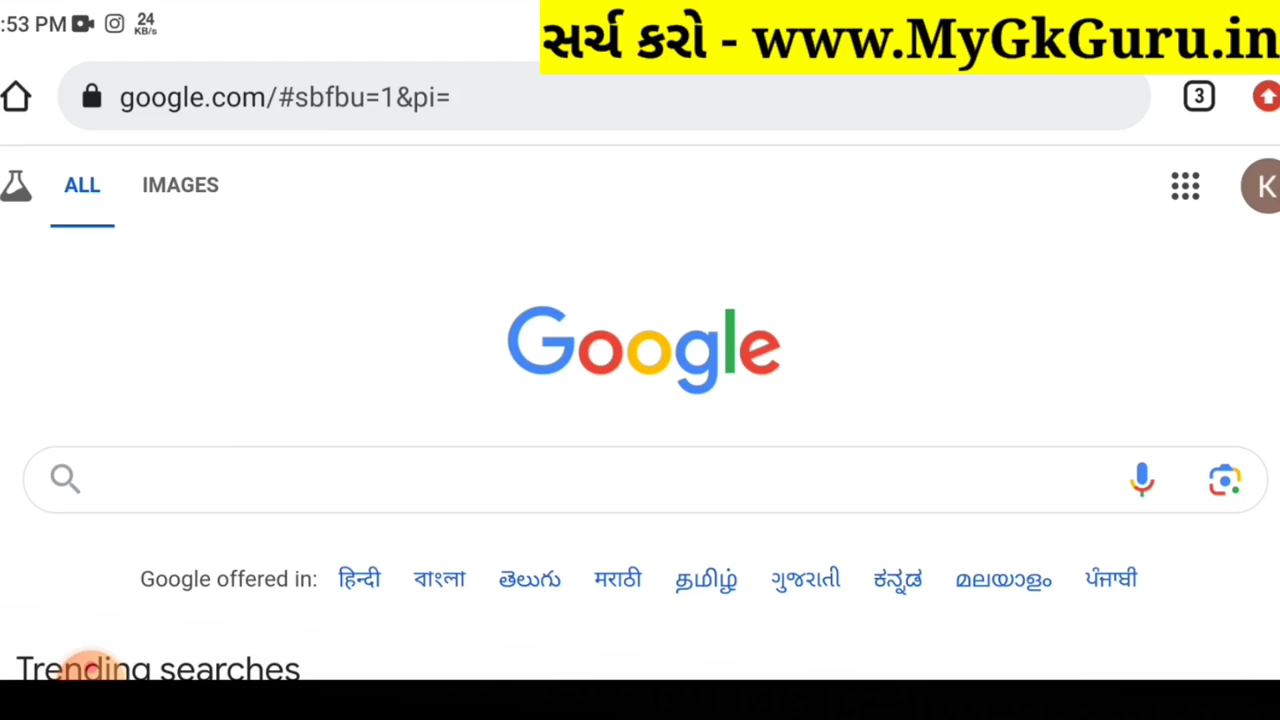 :53 PM 24 KB/s
સર્ચ કરો - www.MyGkGuru.in
google.com/#sbfbu=1&pi=
3
ALL IMAGES
K
Google
Google offered in: हिन्दी বাংলা తెలుగు मराठी தமிழ் ગુજરાતી ಕನ್ನಡ മലയാളം ਪੰਜਾਬੀ
Trending searches